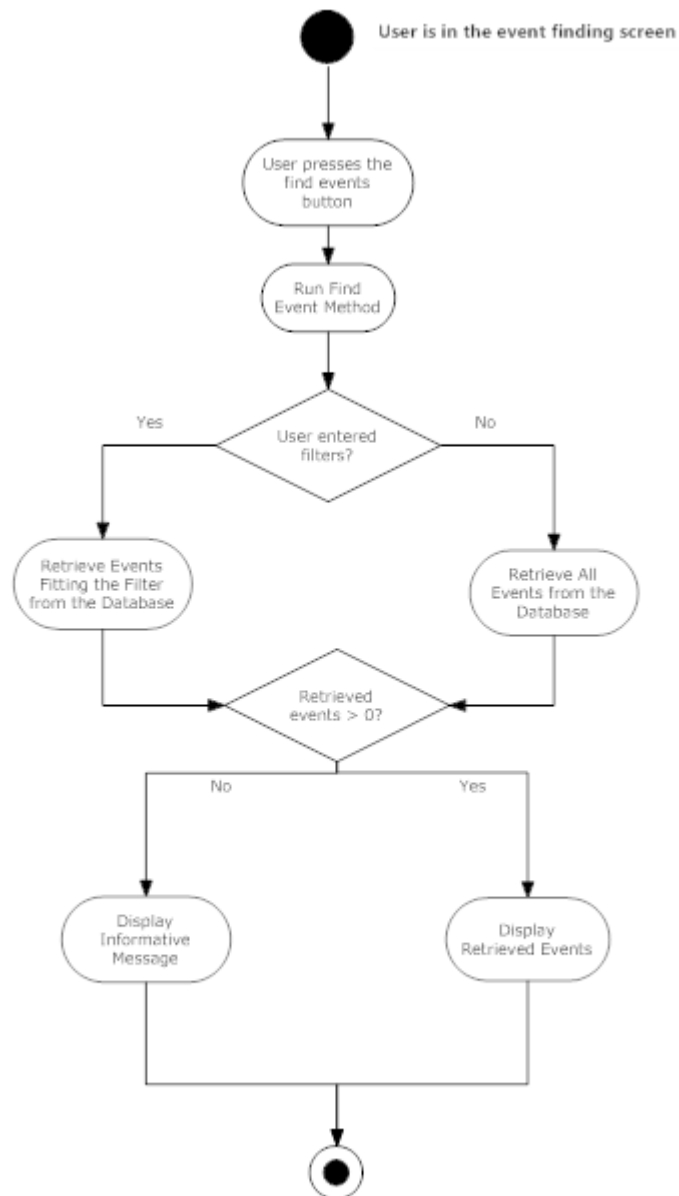 User is in the event finding screen
User presses the
find events
button
Run Find
Event Method
User entered
filters?
Yes
No
Retrieve Events
Fitting the Filter
from the Database
Retrieve All
Events from the
Database
Retrieved
events > 0?
No
Yes
Display
Informative
Message
Display
Retrieved Events